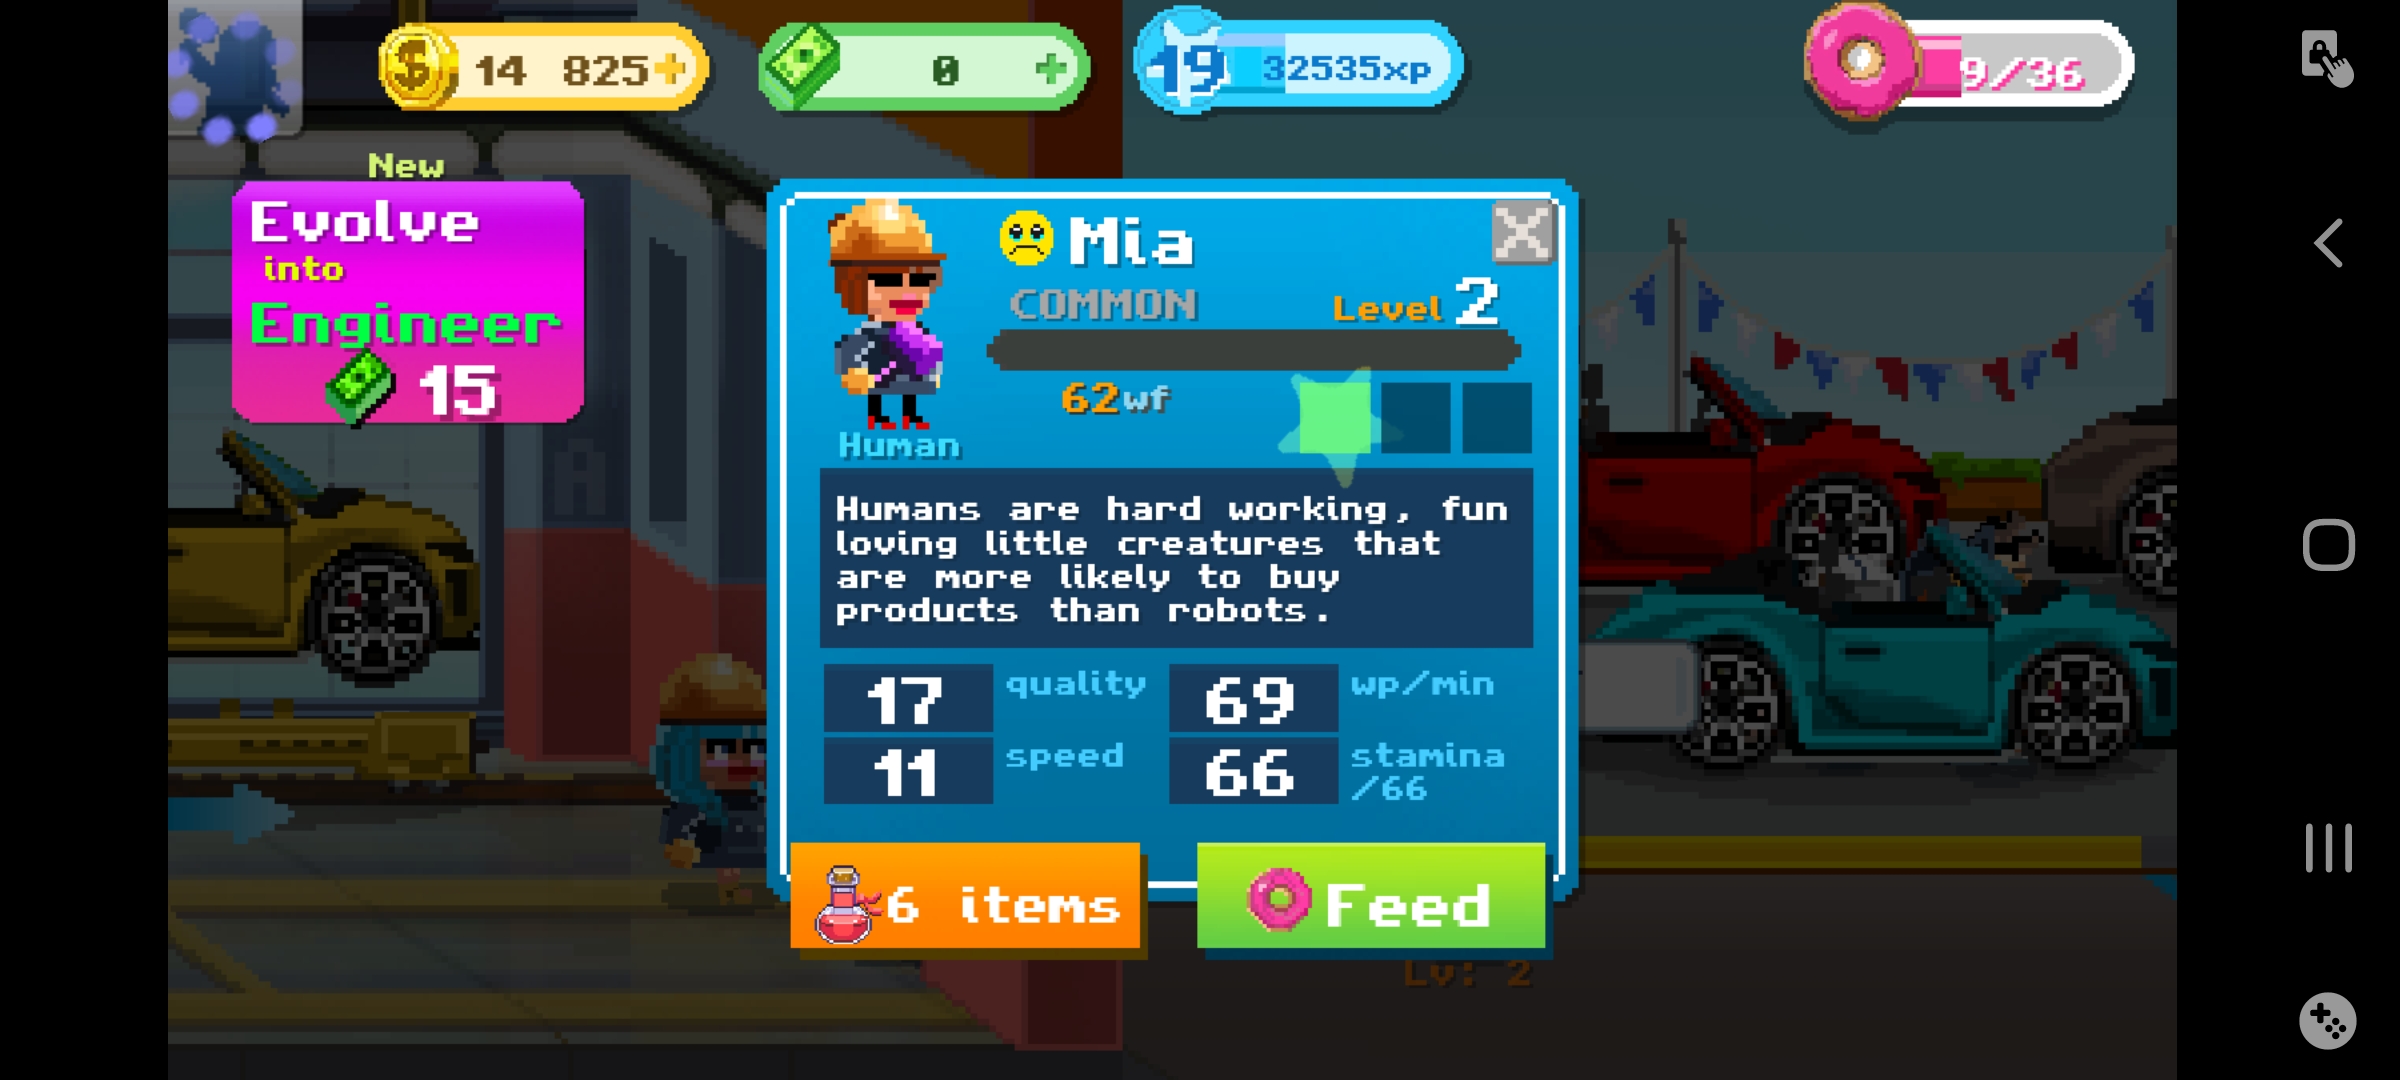 14 825
0
19
32535xp
9/36
New
Evolve
into
Engineer
15
Mia
COMMON
Level 2
62wf
Human
Humans are hard working, fun
loving little creatures that
are more likely to buy
products than robots.
17 quality
69 wp/min
11 speed
66 stamina
/66
6 items
Feed
Lv: 2